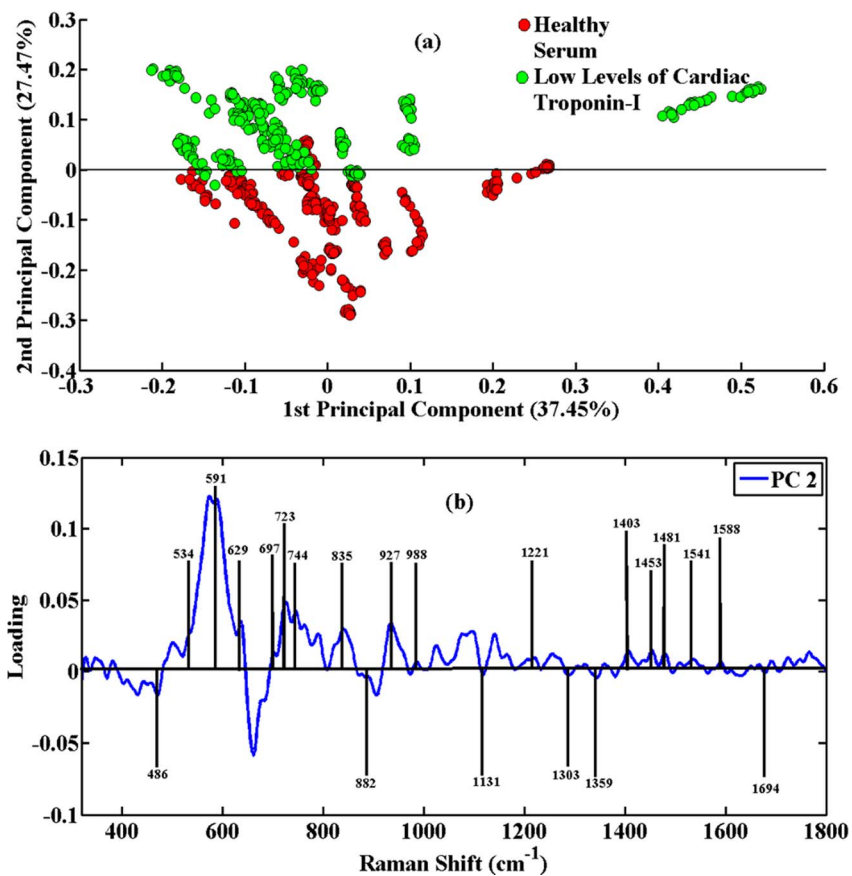 (a)
Healthy
Serum
Low Levels of Cardiac
Troponin-I
2nd Principal Component (27.47%)
0.3
0.2
0.1
0
-0.1
-0.2
-0.3
-0.4
-0.3 -0.2 -0.1 0 0.1 0.2 0.3 0.4 0.5 0.6
1st Principal Component (37.45%)
(b)
PC 2
Loading
0.15
0.1
0.05
0
-0.05
-0.1
534 591 629 697 723 744 835 927 988 1221 1403 1453 1481 1541 1588
486 882 1131 1303 1359 1694
400 600 800 1000 1200 1400 1600 1800
Raman Shift (cm⁻¹)